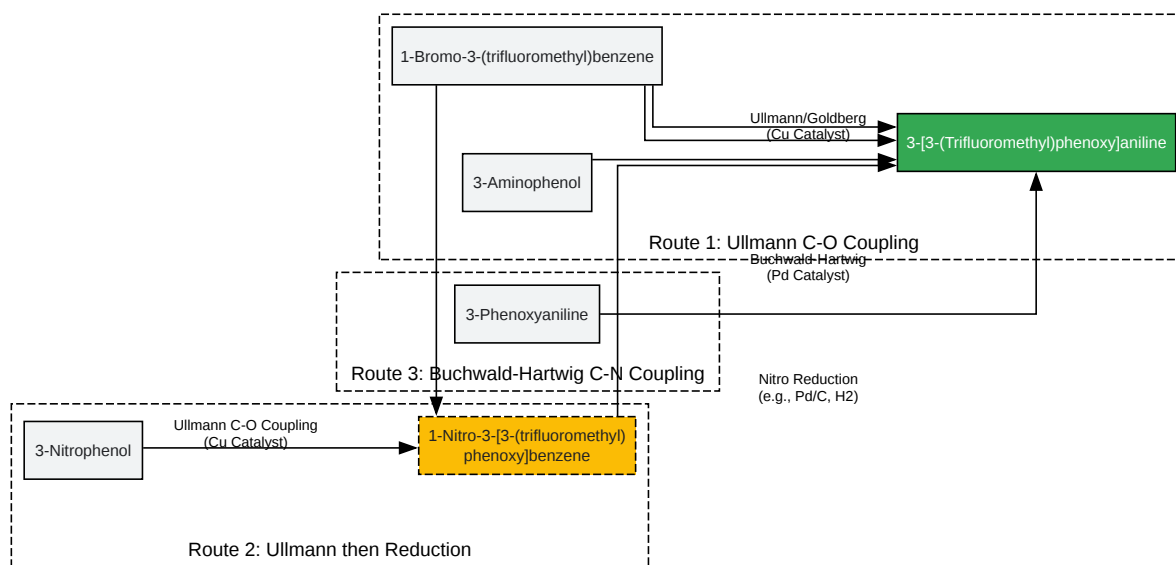 1-Bromo-3-(trifluoromethyl)benzene
Ullmann/Goldberg
(Cu Catalyst)
3-[3-(Trifluoromethyl)phenoxy]aniline
3-Aminophenol
Route 1: Ullmann C-O Coupling
Buchwald-Hartwig
(Pd Catalyst)
3-Phenoxyaniline
Route 3: Buchwald-Hartwig C-N Coupling
Nitro Reduction
(e.g., Pd/C, H2)
3-Nitrophenol
Ullmann C-O Coupling
(Cu Catalyst)
1-Nitro-3-[3-(trifluoromethyl)
phenoxy]benzene
Route 2: Ullmann then Reduction